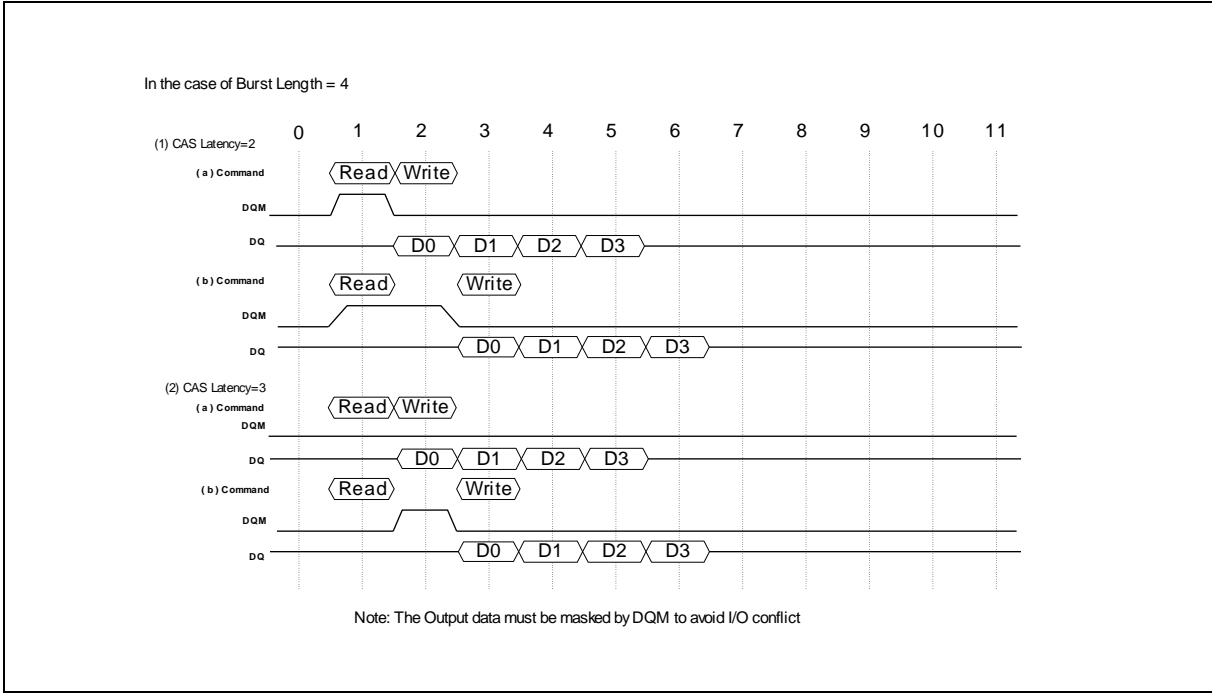 In the case of Burst Length = 4
0 1 2 3 4 5 6 7 8 9 10 11
(1) CAS Latency=2
( a ) Command Read Write
DQM
DQ D0 D1 D2 D3
( b ) Command Read Write
DQM
DQ D0 D1 D2 D3
(2) CAS Latency=3
( a ) Command Read Write
DQM
DQ D0 D1 D2 D3
( b ) Command Read Write
DQM
DQ D0 D1 D2 D3
Note: The Output data must be masked by DQM to avoid I/O conflict